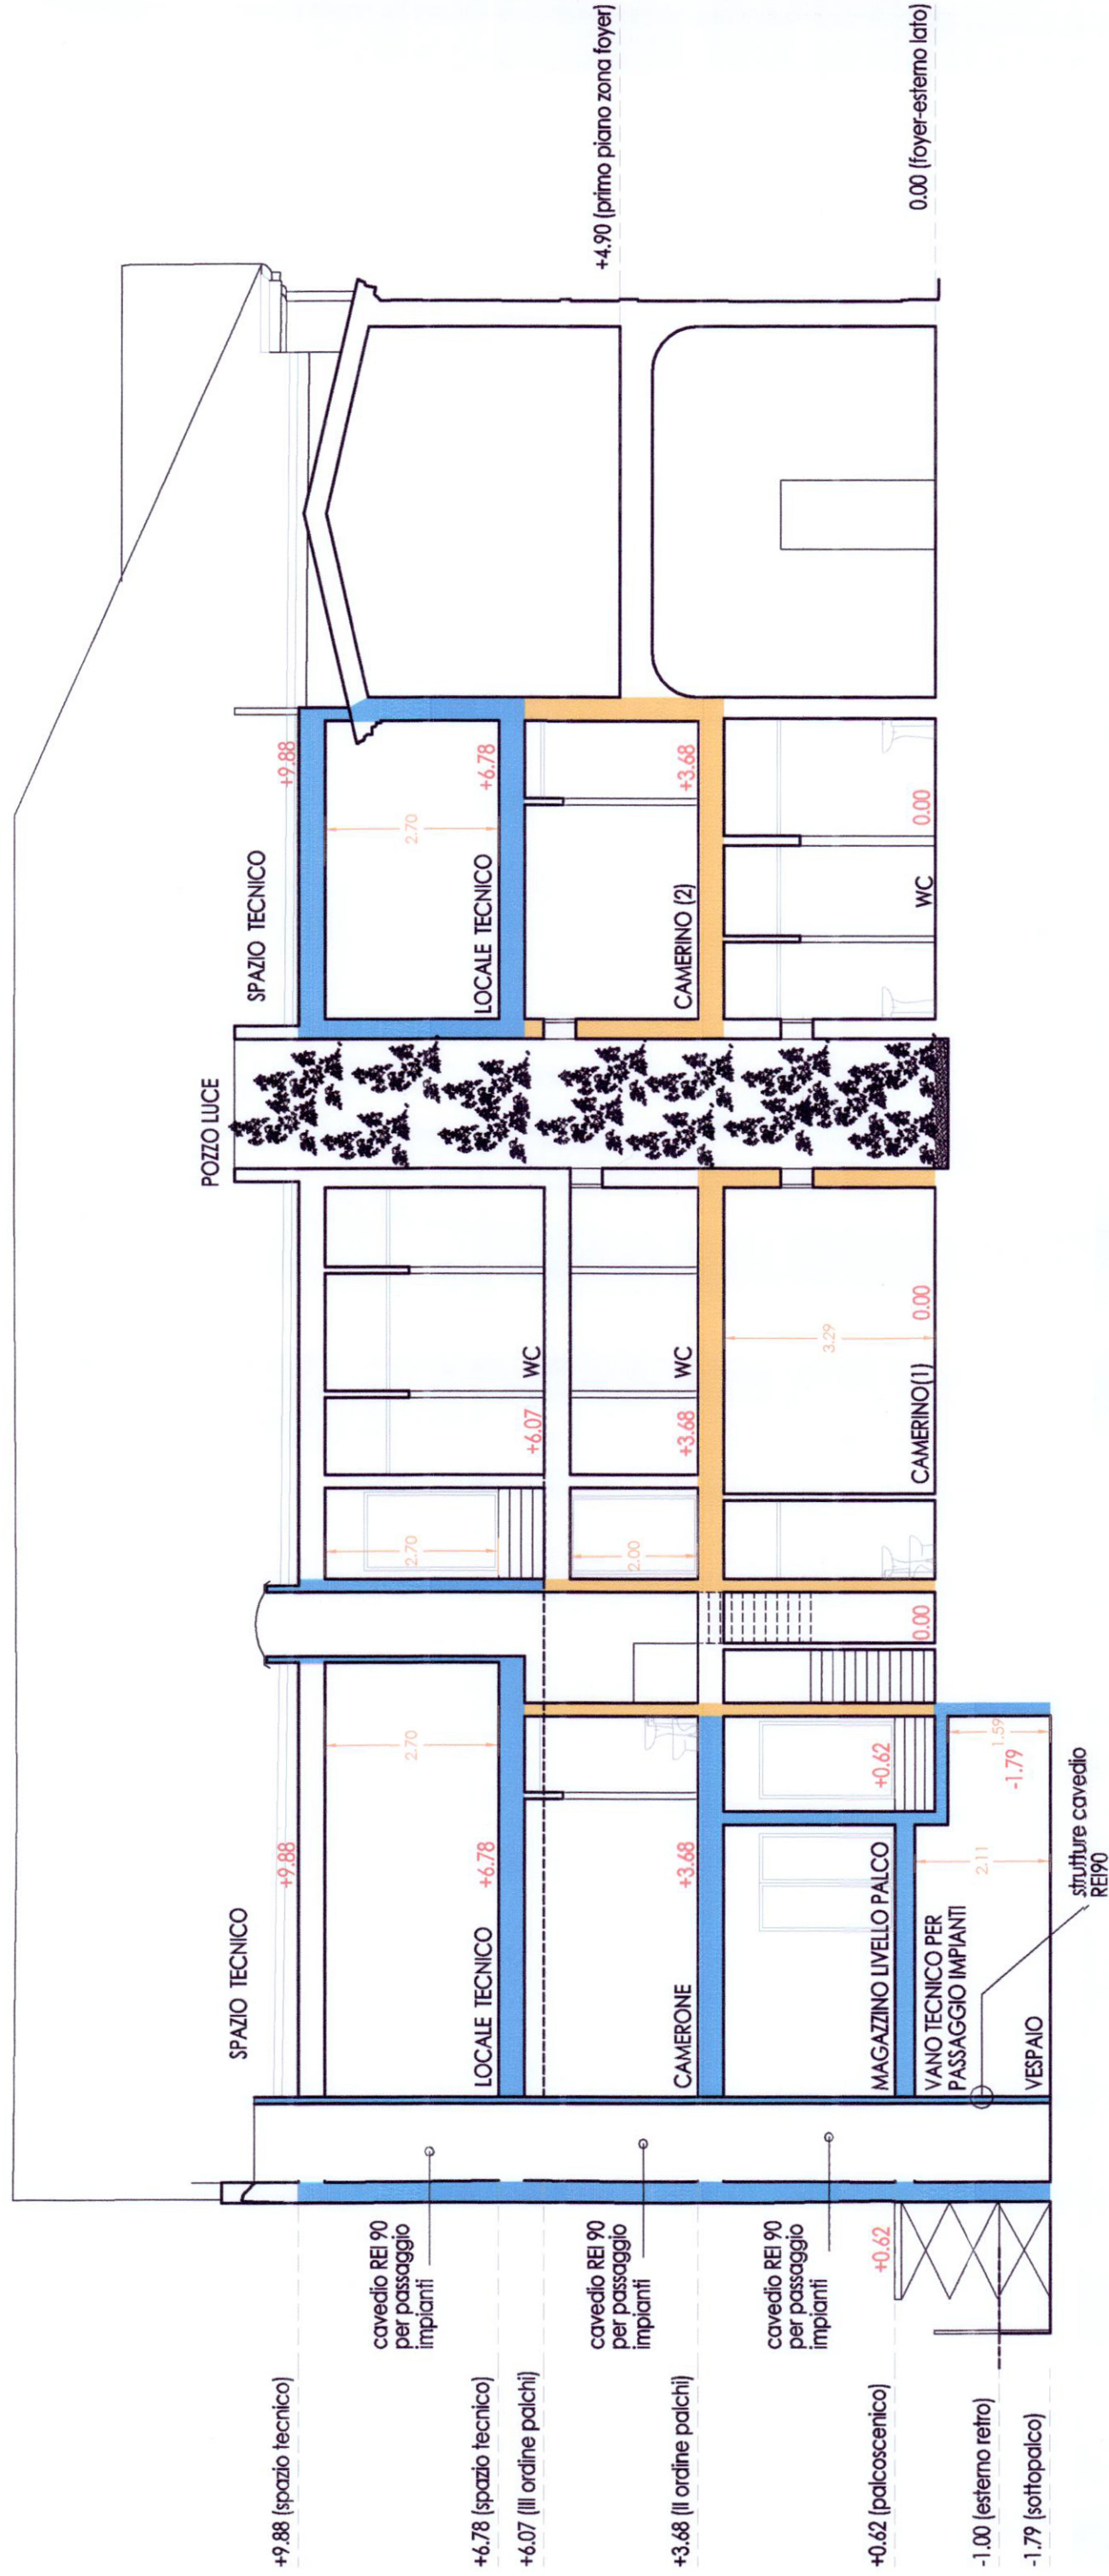 +9.88 (spazio tecnico)
+6.78 (spazio tecnico)
+6.07 (III ordine palchi)
+3.68 (II ordine palchi)
+0.62 (palcoscenico)
-1.00 (esterno retro)
-1.79 (sottopalco)
cavedio REI 90
per passaggio
impianti
cavedio REI 90
per passaggio
impianti
cavedio REI 90
per passaggio
impianti
+0.62
SPAZIO TECNICO
+9.88
2.70
LOCALE TECNICO
+6.78
CAMERONE
+3.68
MAGAZZINO LIVELLO PALCO
+0.62
VANO TECNICO PER
PASSAGGIO IMPIANTI
2.11
1.59
-1.79
VESPAIO
strutture cavedio
REI90
0.00
2.70
+6.07
WC
2.00
+3.68
WC
3.29
CAMERINO(1)
0.00
POZZO LUCE
SPAZIO TECNICO
+9.88
2.70
LOCALE TECNICO
+6.78
CAMERINO (2)
+3.68
WC
0.00
+4.90 (primo piano zona foyer)
0.00 (foyer-esterno lato)